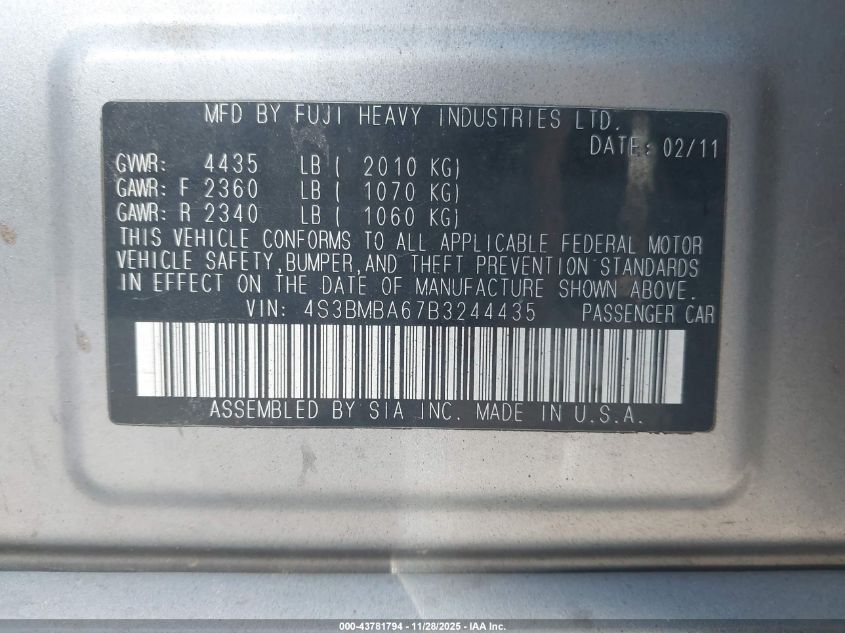 MFD BY FUJI HEAVY INDUSTRIES LTD.
DATE: 02/11
GVWR: 4435 LB ( 2010 KG)
GAWR: F 2360 LB ( 1070 KG)
GAWR: R 2340 LB ( 1060 KG)
THIS VEHICLE CONFORMS TO ALL APPLICABLE FEDERAL MOTOR
VEHICLE SAFETY,BUMPER,AND THEFT PREVENTION STANDARDS
IN EFFECT ON THE DATE OF MANUFACTURE SHOWN ABOVE.
VIN: 4S3BMBA67B3244435 PASSENGER CAR
ASSEMBLED BY SIA INC. MADE IN U.S.A.
000-43781794 - 11/28/2025 - IAA Inc.